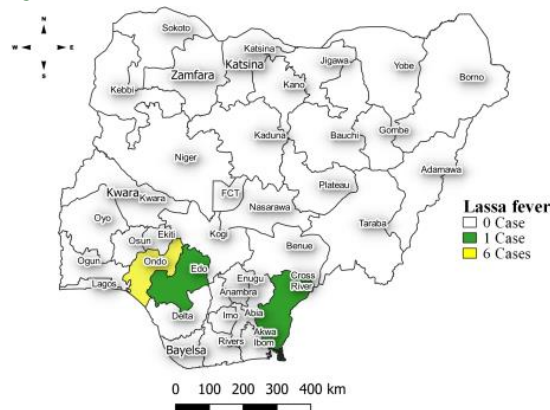 N
W E
S
Sokoto
Katsina
Katsina
Zamfara
Jigawa
Yobe
Borno
Kebbi
Kano
Kaduna
Bauchi
Gombe
Niger
Adamawa
Kwara
Kwara
FCT
Plateau
Nasarawa
Oyo
Taraba
Kogi
Osun
Ekiti
Benue
Ogun
Ondo
Edo
Lagos
Enugu
Cross
River
Anambra
Delta
Imo
Abia
Akwa
Ibom
Rivers
Bayelsa
Lassa fever
0 Case
1 Case
6 Cases
0 100 200 300 400 km